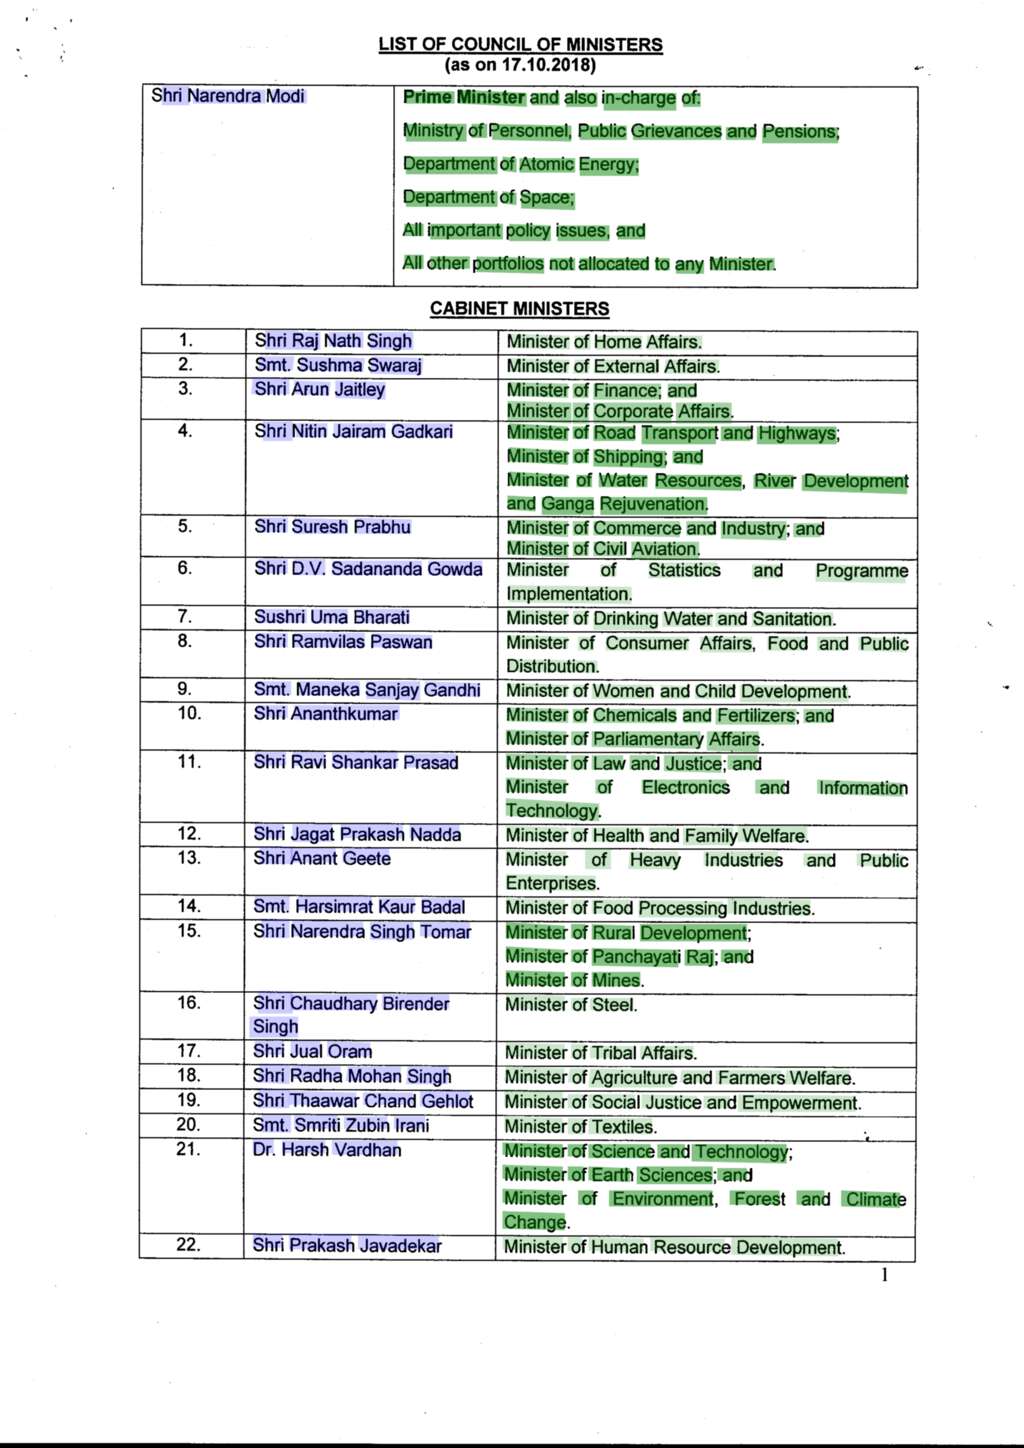 LIST OF COUNCIL OF MINISTERS
(as on 17.10.2018)
Shri Narendra Modi Prime Minister and also in-charge of:
Ministry of Personnel, Public Grievances and Pensions;
Department of Atomic Energy;
Department of Space;
All important policy issues, and
All other portfolios not allocated to any Minister.
CABINET MINISTERS
1. Shri Raj Nath Singh Minister of Home Affairs.
2. Smt. Sushma Swaraj Minister of External Affairs.
3. Shri Arun Jaitley Minister of Finance; and
Minister of Corporate Affairs.
4. Shri Nitin Jairam Gadkari Minister of Road Transport and Highways;
Minister of Shipping; and
Minister of Water Resources, River Development
and Ganga Rejuvenation.
5. Shri Suresh Prabhu Minister of Commerce and Industry; and
Minister of Civil Aviation.
6. Shri D.V. Sadananda Gowda Minister of Statistics and Programme
Implementation.
7. Sushri Uma Bharati Minister of Drinking Water and Sanitation.
8. Shri Ramvilas Paswan Minister of Consumer Affairs, Food and Public
Distribution.
9. Smt. Maneka Sanjay Gandhi Minister of Women and Child Development.
10. Shri Ananthkumar Minister of Chemicals and Fertilizers; and
Minister of Parliamentary Affairs.
11. Shri Ravi Shankar Prasad Minister of Law and Justice; and
Minister of Electronics and Information
Technology.
12. Shri Jagat Prakash Nadda Minister of Health and Family Welfare.
13. Shri Anant Geete Minister of Heavy Industries and Public
Enterprises.
14. Smt. Harsimrat Kaur Badal Minister of Food Processing Industries.
15. Shri Narendra Singh Tomar Minister of Rural Development;
Minister of Panchayati Raj; and
Minister of Mines.
16. Shri Chaudhary Birender Minister of Steel.
Singh
17. Shri Jual Oram Minister of Tribal Affairs.
18. Shri Radha Mohan Singh Minister of Agriculture and Farmers Welfare.
19. Shri Thaawar Chand Gehlot Minister of Social Justice and Empowerment.
20. Smt. Smriti Zubin Irani Minister of Textiles.
21. Dr. Harsh Vardhan Minister of Science and Technology;
Minister of Earth Sciences; and
Minister of Environment, Forest and Climate
Change.
22. Shri Prakash Javadekar Minister of Human Resource Development.
1